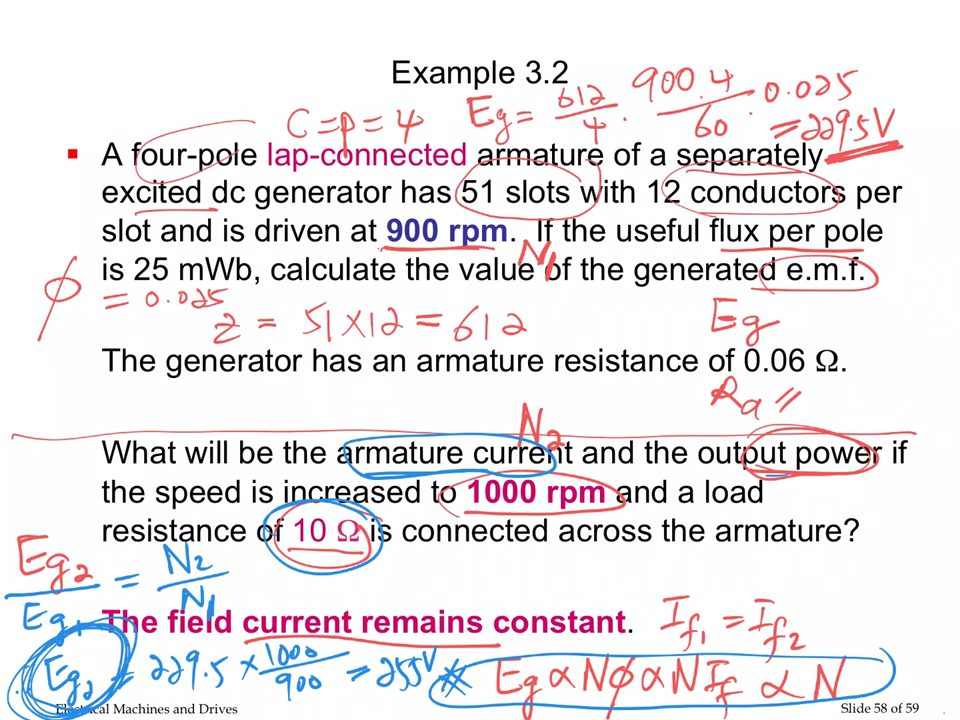 Example 3.2
C = p = 4    Eg = 612/4 · 900.4/60 · 0.025
= 229.5 V
▪ A four-pole lap-connected armature of a separately
excited dc generator has 51 slots with 12 conductors per
slot and is driven at 900 rpm. If the useful flux per pole
N1
is 25 mWb, calculate the value of the generated e.m.f.
ϕ = 0.025
Z = 51 × 12 = 612    Eg
The generator has an armature resistance of 0.06 Ω.
Ra
N2
What will be the armature current and the output power if
the speed is increased to 1000 rpm and a load
resistance of 10 Ω is connected across the armature?
Eg2/Eg1 = N2/N1
The field current remains constant.    If1 = If2
Eg2 = 229.5 × 1000/900 = 255V    * Eg ∝ Nϕ ∝ N If ∝ N
Electrical Machines and Drives    Slide 58 of 59